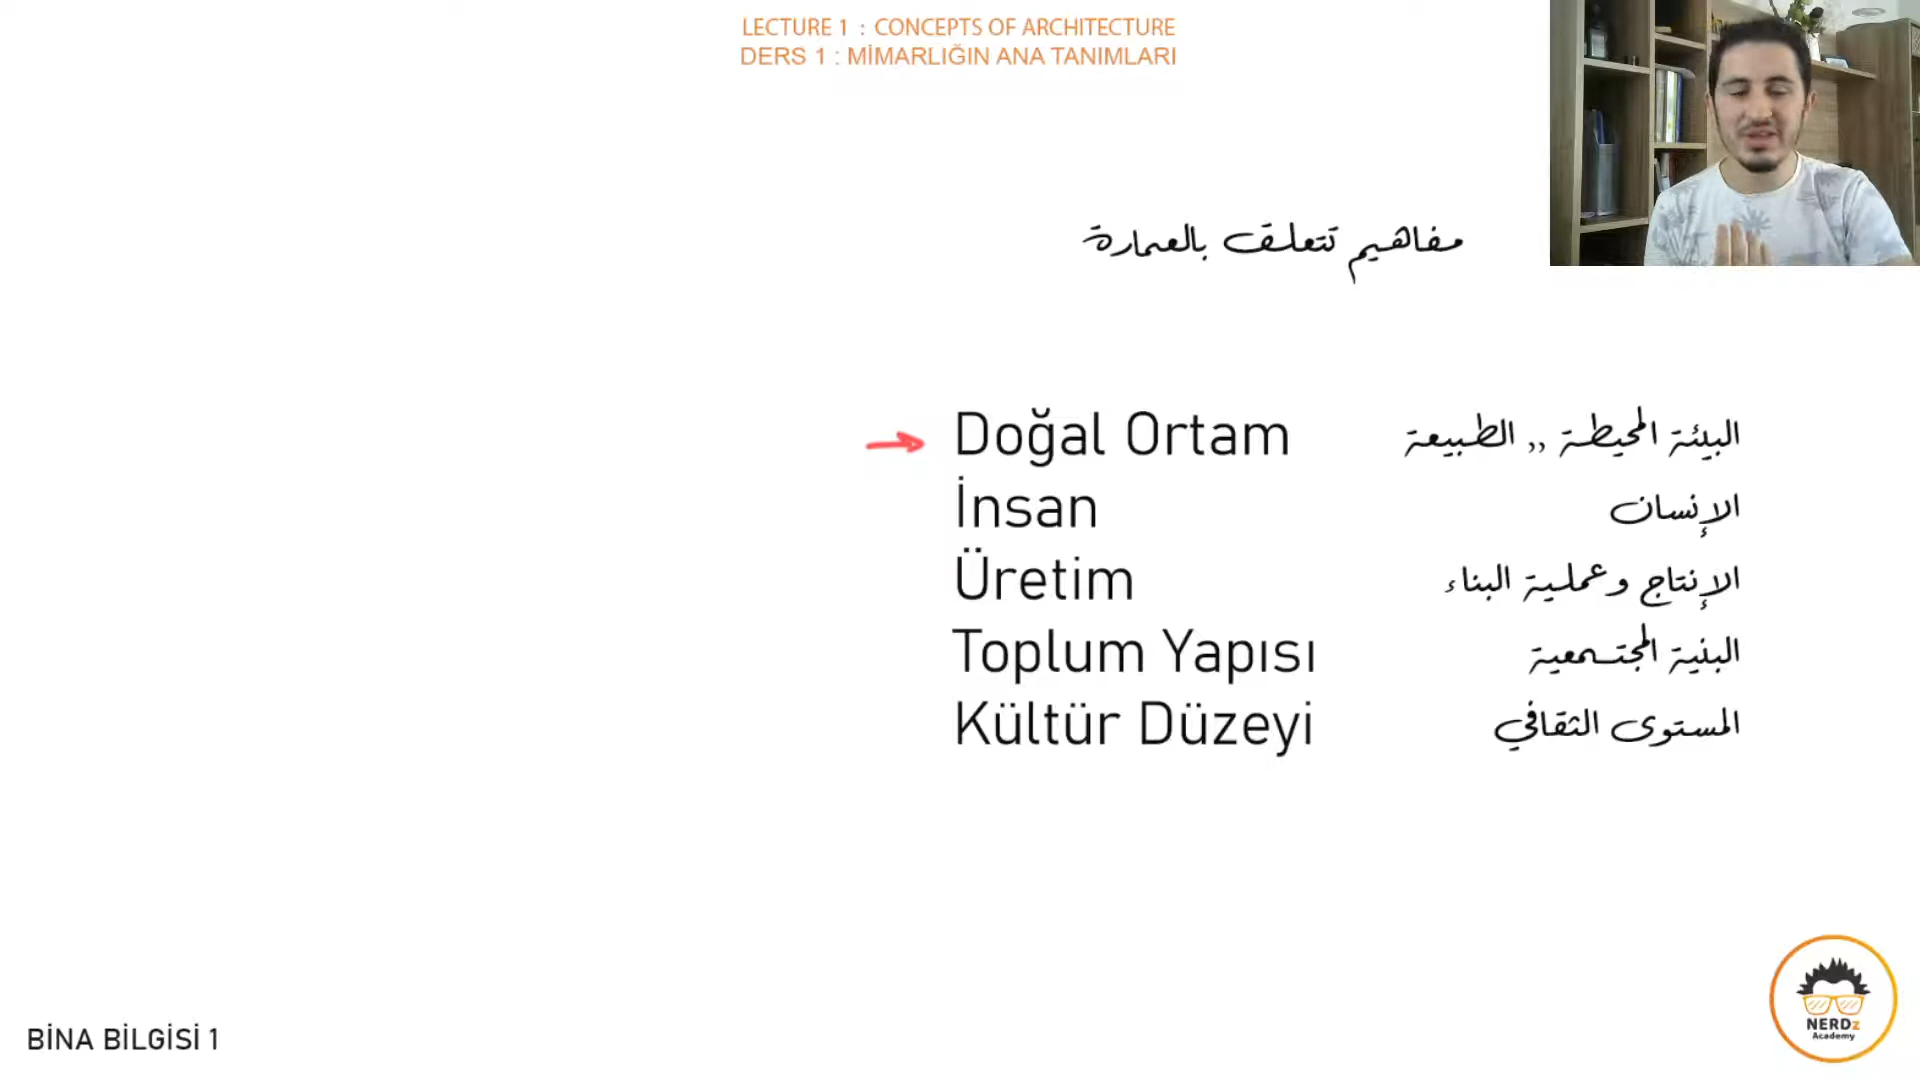 LECTURE 1 : CONCEPTS OF ARCHITECTURE
DERS 1 : MİMARLIĞIN ANA TANIMLARI
مفاهيم تتعلق بالعمارة
Doğal Ortam البيئة المحيطة ,, الطبيعة
İnsan الإنسان
Üretim الإنتاج وعملية البناء
Toplum Yapısı البنية المجتمعية
Kültür Düzeyi المستوى الثقافي
BİNA BİLGİSİ 1
NERDz
Academy